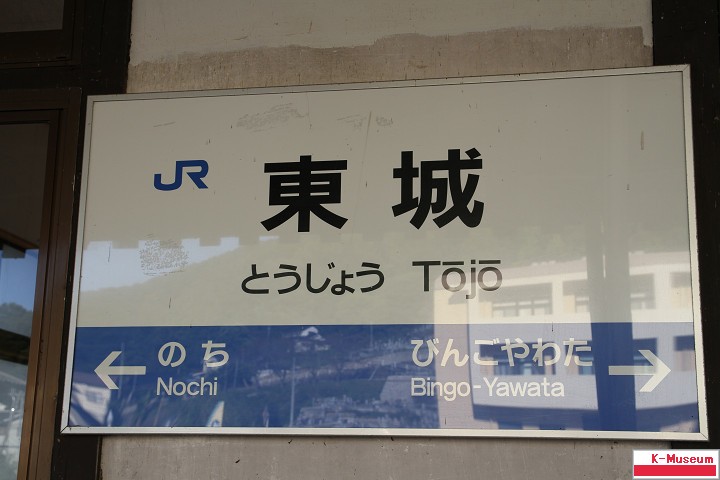 JR 東城
とうじょう Tōjō
← のち びんごやわた →
Nochi Bingo-Yawata
K-Museum